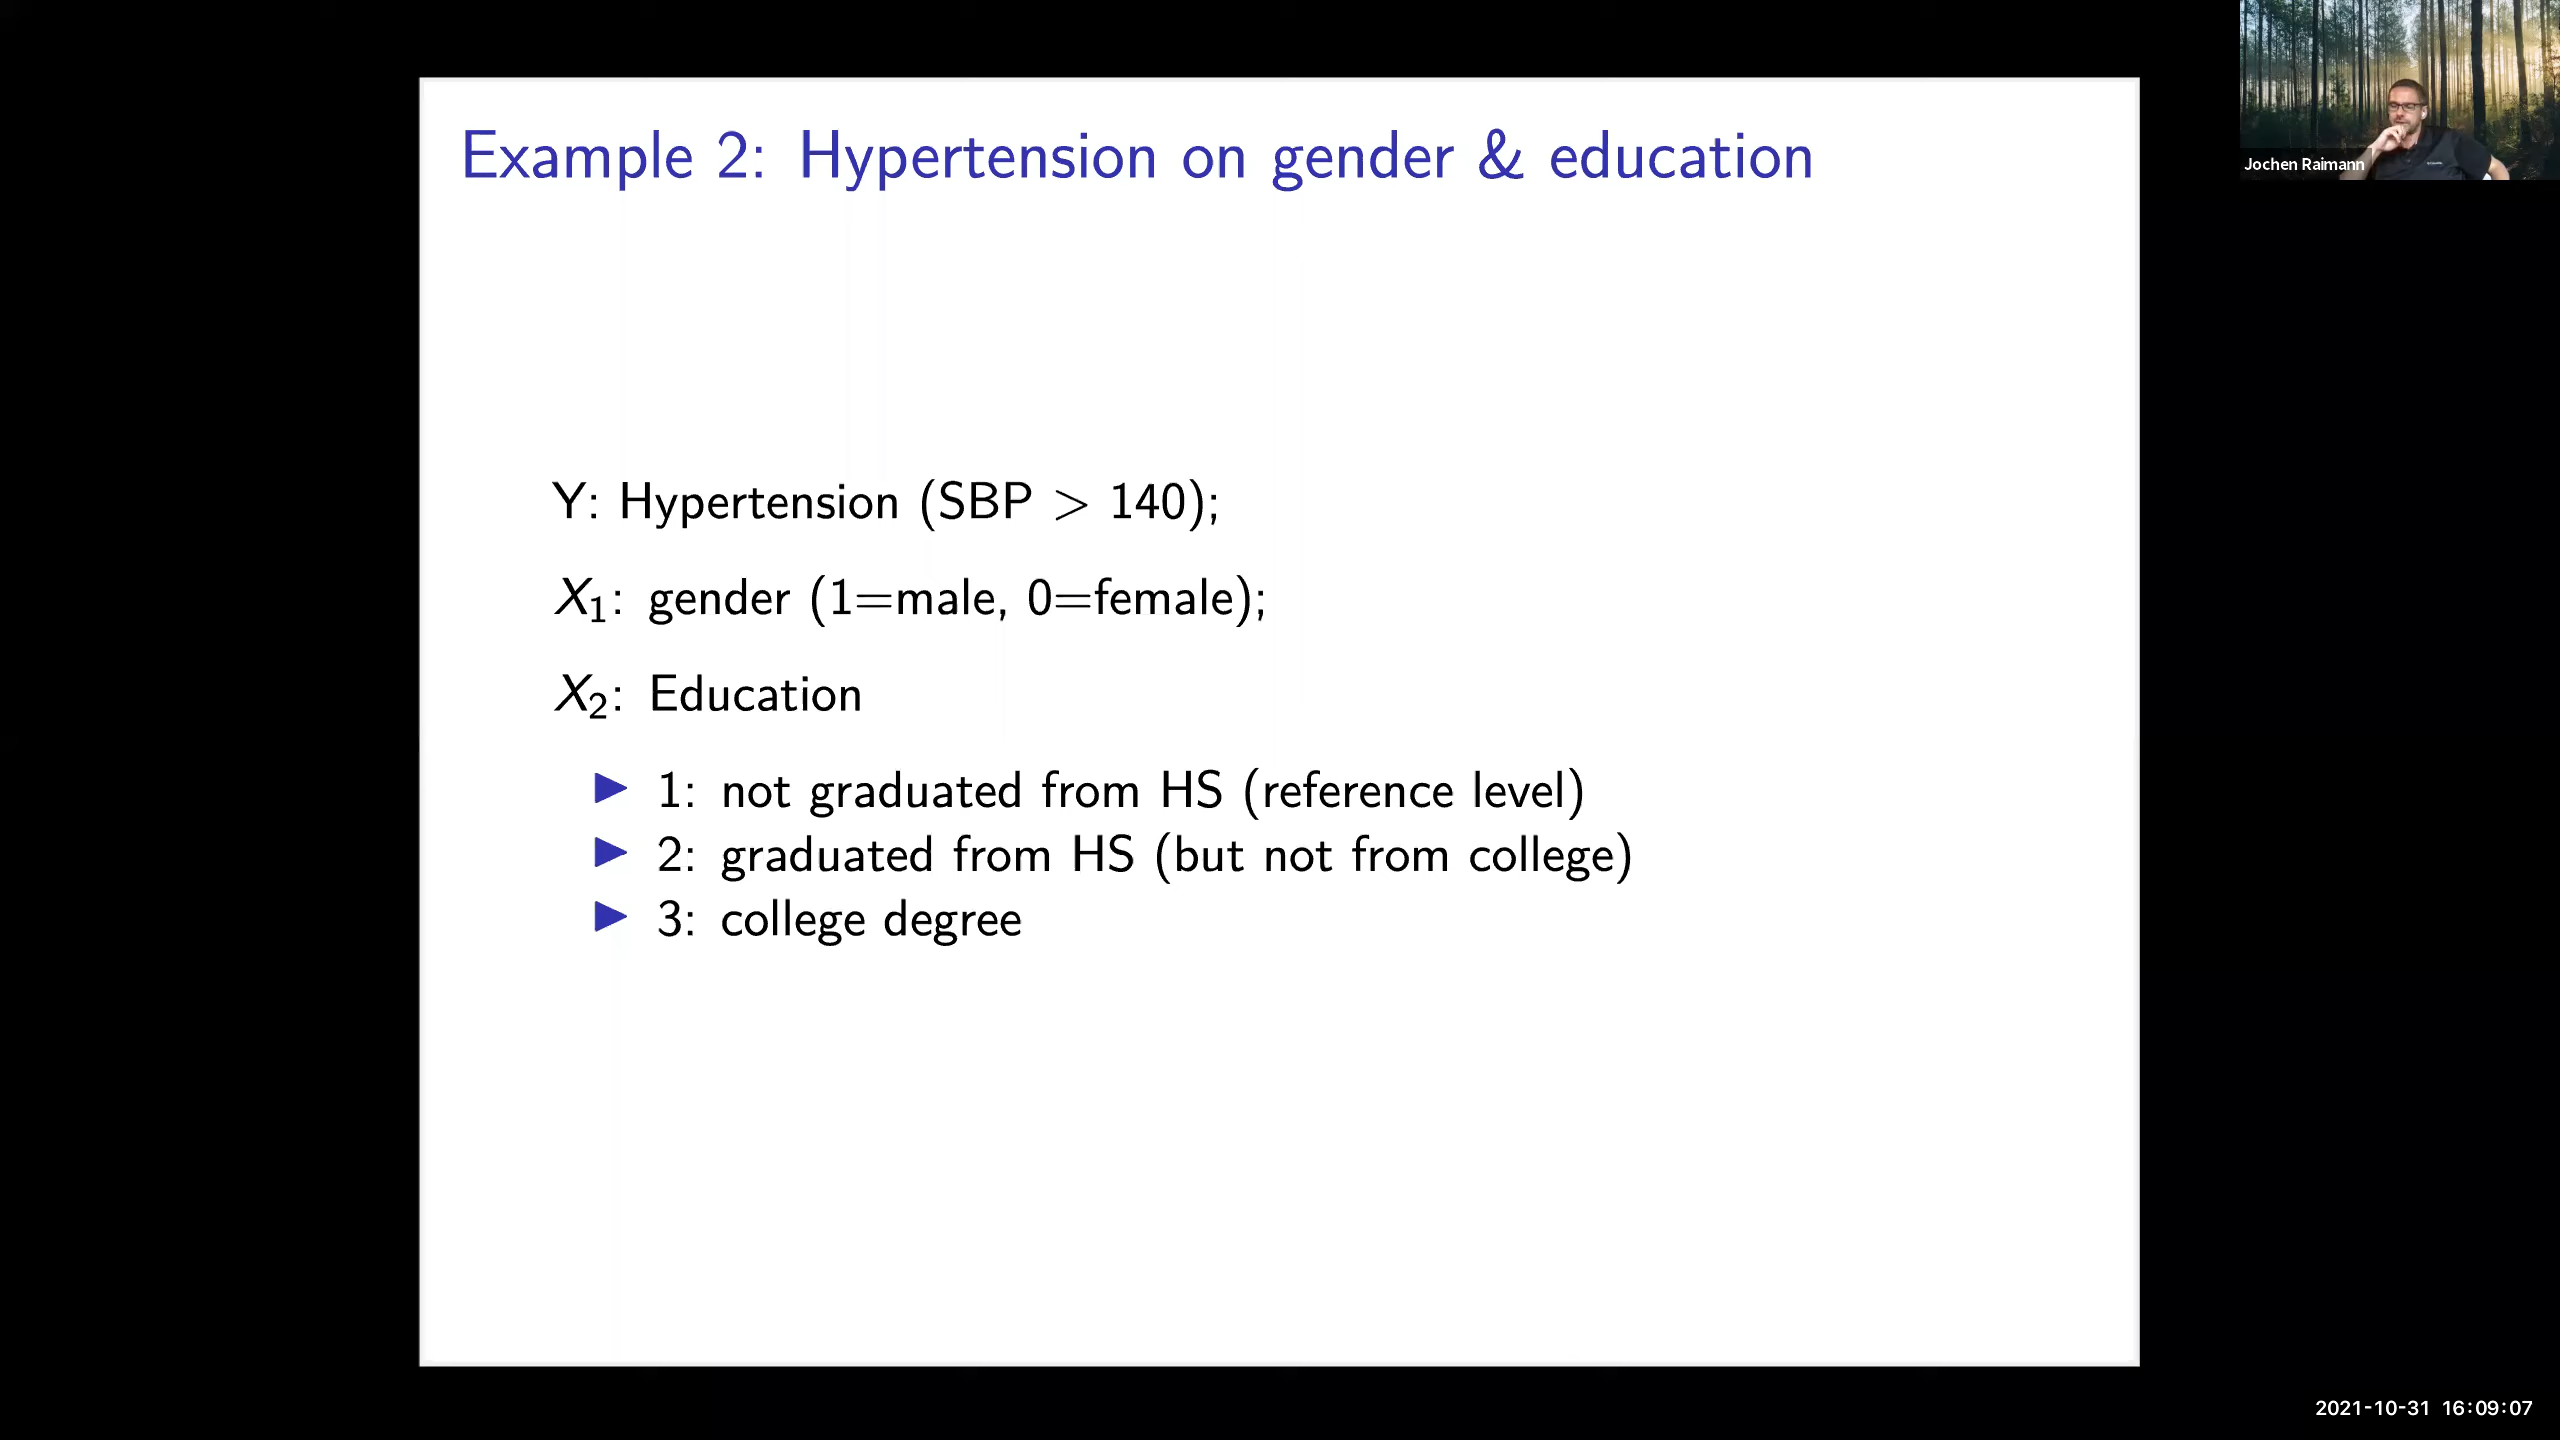 Example 2: Hypertension on gender & education
Y: Hypertension (SBP > 140);
X₁: gender (1=male, 0=female);
X₂: Education
▶ 1: not graduated from HS (reference level)
▶ 2: graduated from HS (but not from college)
▶ 3: college degree
Jochen Raimann
2021-10-31 16:09:07